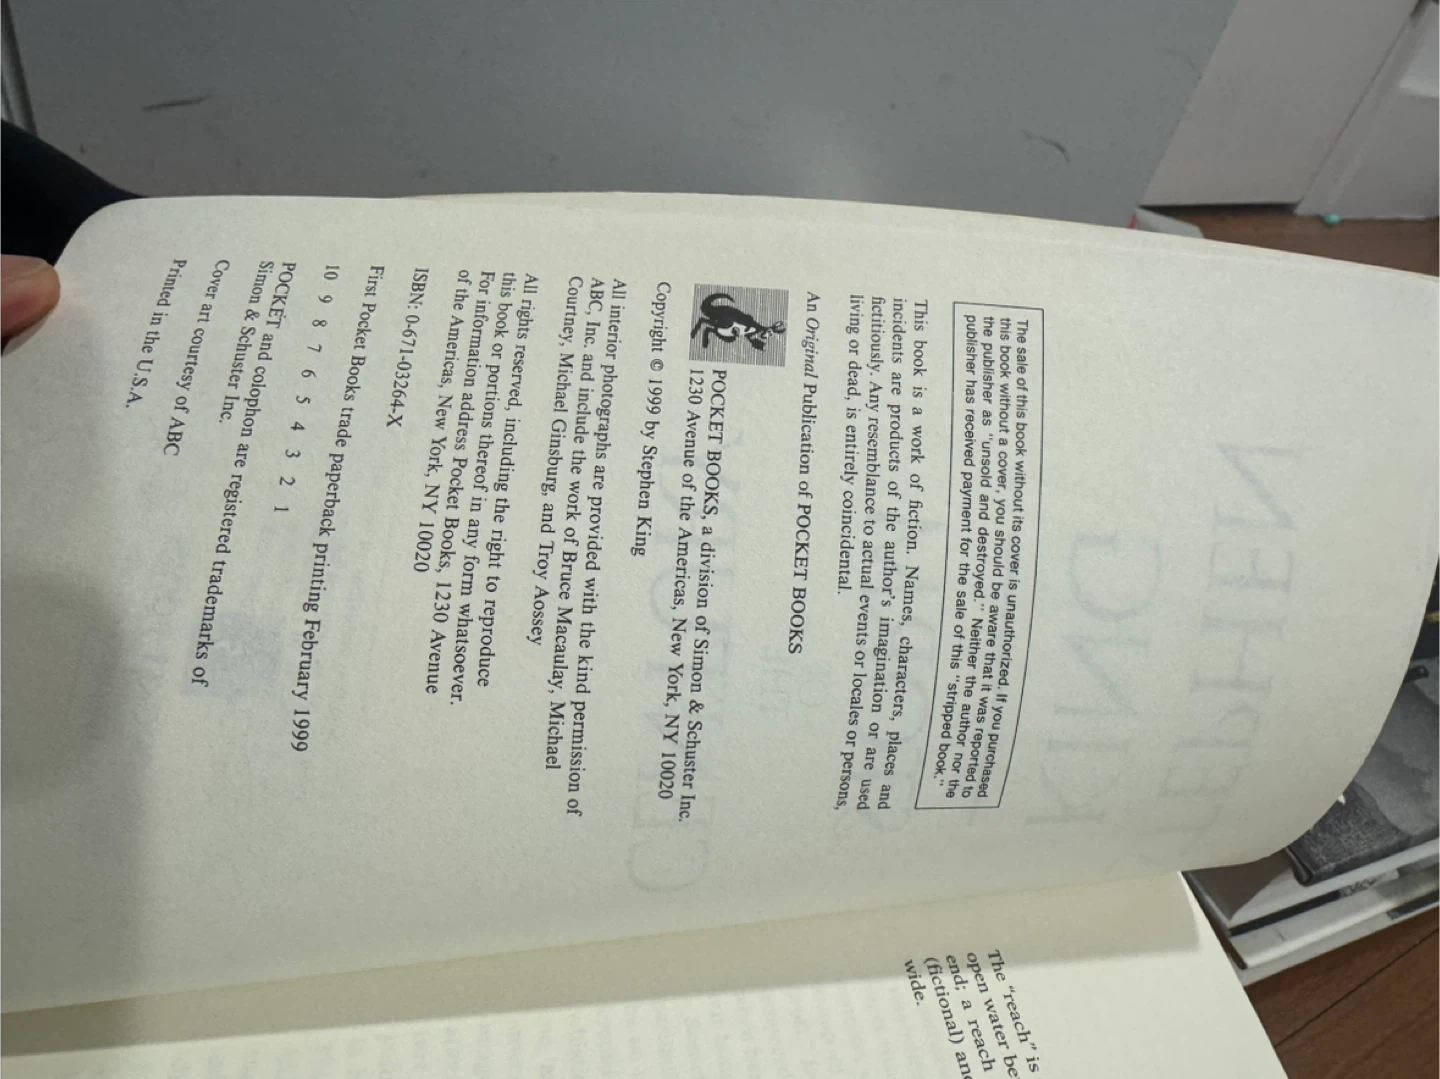 The sale of this book without its cover is unauthorized. If you purchased
this book without a cover, you should be aware that it was reported to
the publisher as "unsold and destroyed." Neither the author nor the
publisher has received payment for the sale of this "stripped book."
This book is a work of fiction. Names, characters, places and
incidents are products of the author's imagination or are used
fictitiously. Any resemblance to actual events or locales or persons,
living or dead, is entirely coincidental.
An Original Publication of POCKET BOOKS
POCKET BOOKS, a division of Simon & Schuster Inc.
1230 Avenue of the Americas, New York, NY 10020
Copyright © 1999 by Stephen King
All interior photographs are provided with the kind permission of
ABC, Inc. and include the work of Bruce Macaulay, Michael
Courtney, Michael Ginsburg, and Troy Aossey
All rights reserved, including the right to reproduce
this book or portions thereof in any form whatsoever.
For information address Pocket Books, 1230 Avenue
of the Americas, New York, NY 10020
ISBN: 0-671-03264-X
First Pocket Books trade paperback printing February 1999
10 9 8 7 6 5 4 3 2 1
POCKET and colophon are registered trademarks of
Simon & Schuster Inc.
Cover art courtesy of ABC
Printed in the U.S.A.
The "reach" is
open water be
end; a reach
(fictional) and
wide.